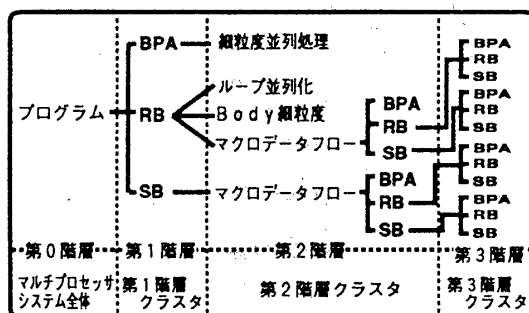 BPA 細粒度並列処理
プログラム RB ループ並列化
Body細粒度
マクロデータフロー
SB マクロデータフロー
BPA
RB
SB
BPA
RB
SB
BPA
RB
SB
BPA
RB
SB
BPA
RB
SB
BPA
RB
SB
第0階層 第1階層 第2階層 第3階層
マルチプロセッサ 第1階層 第2階層クラスタ 第3階層
システム全体 クラスタ クラスタ